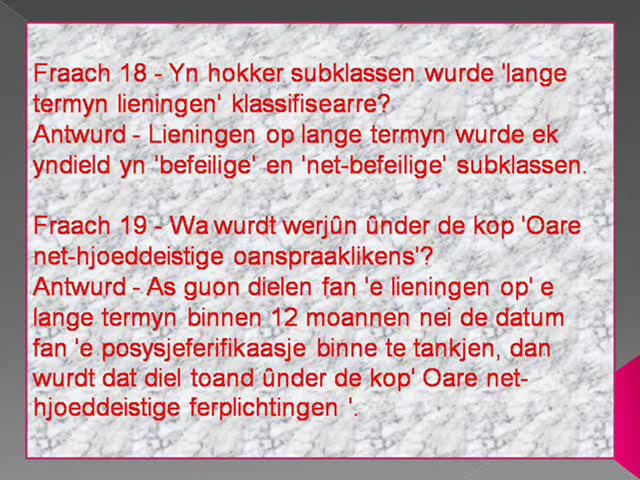 Fraach 18 - Yn hokker subklassen wurde 'lange
termyn lieningen' klassifisearre?
Antwurd - Lieningen op lange termyn wurde ek
yndield yn 'befeilige' en 'net-befeilige' subklassen.
Fraach 19 - Wa wurdt werjûn ûnder de kop 'Oare
net-hjoeddeistige oanspraaklikens'?
Antwurd - As guon dielen fan 'e lieningen op' e
lange termyn binnen 12 moannen nei de datum
fan 'e posysjeferifikaasje binne te tankjen, dan
wurdt dat diel toand ûnder de kop' Oare net-
hjoeddeistige ferplichtingen '.